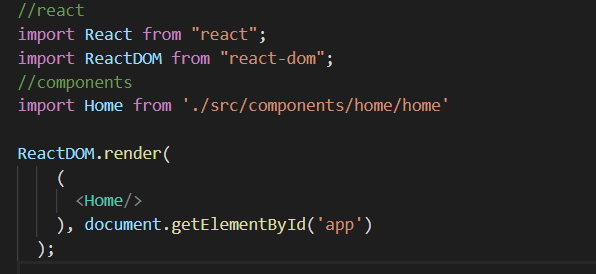 //react
import React from "react";
import ReactDOM from "react-dom";
//components
import Home from './src/components/home/home'
ReactDOM.render(
(
<Home/>
), document.getElementById('app')
);